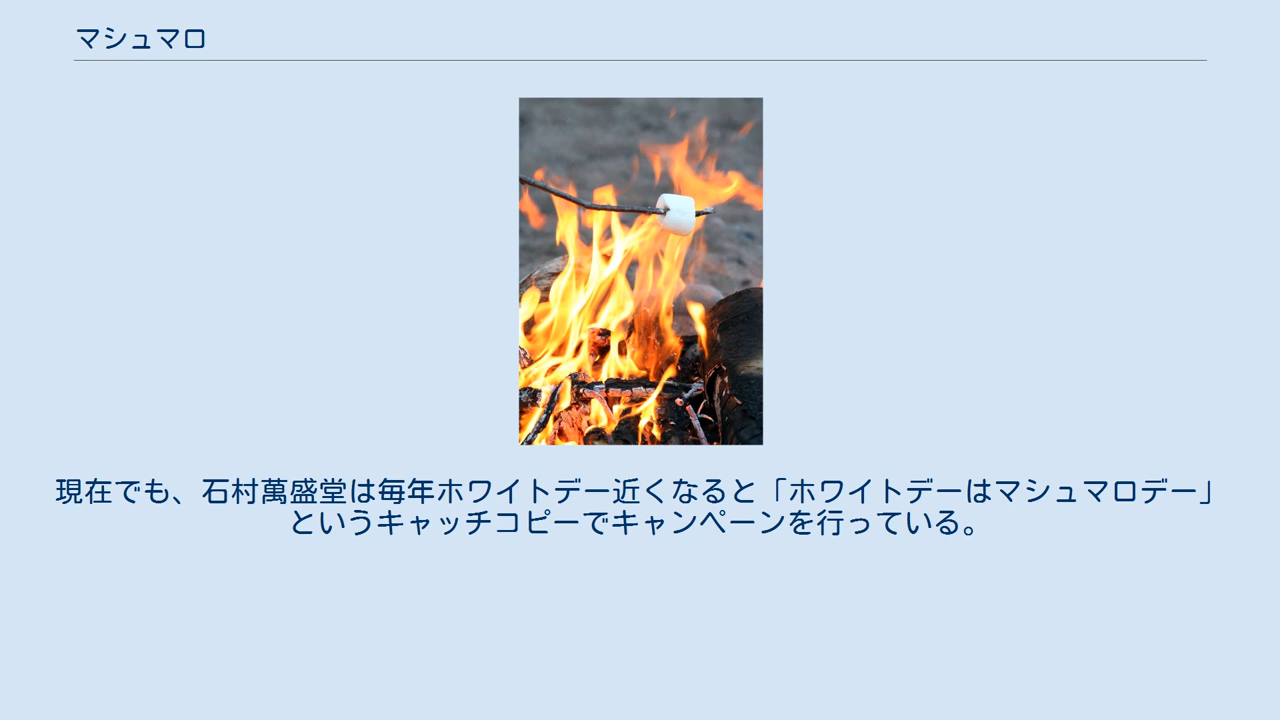 マシュマロ
現在でも、石村萬盛堂は毎年ホワイトデー近くなると「ホワイトデーはマシュマロデー」
というキャッチコピーでキャンペーンを行っている。